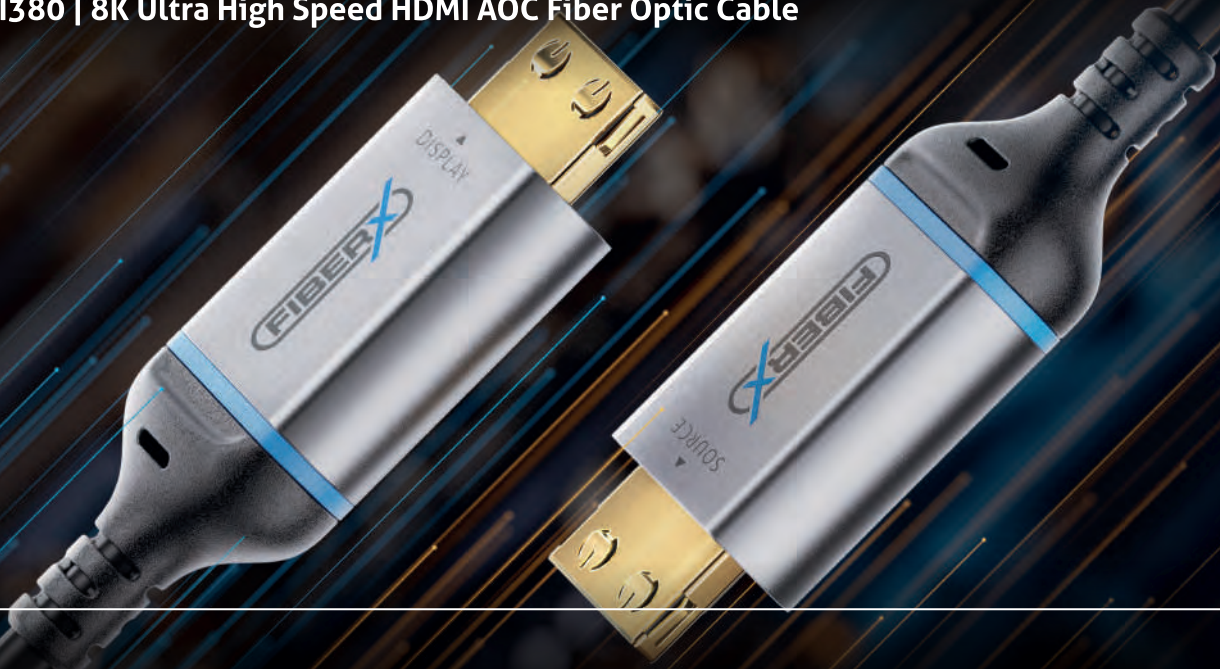 I380 | 8K Ultra High Speed HDMI AOC Fiber Optic Cable
DISPLAY
FIBERX
FIBERX
SOURCE